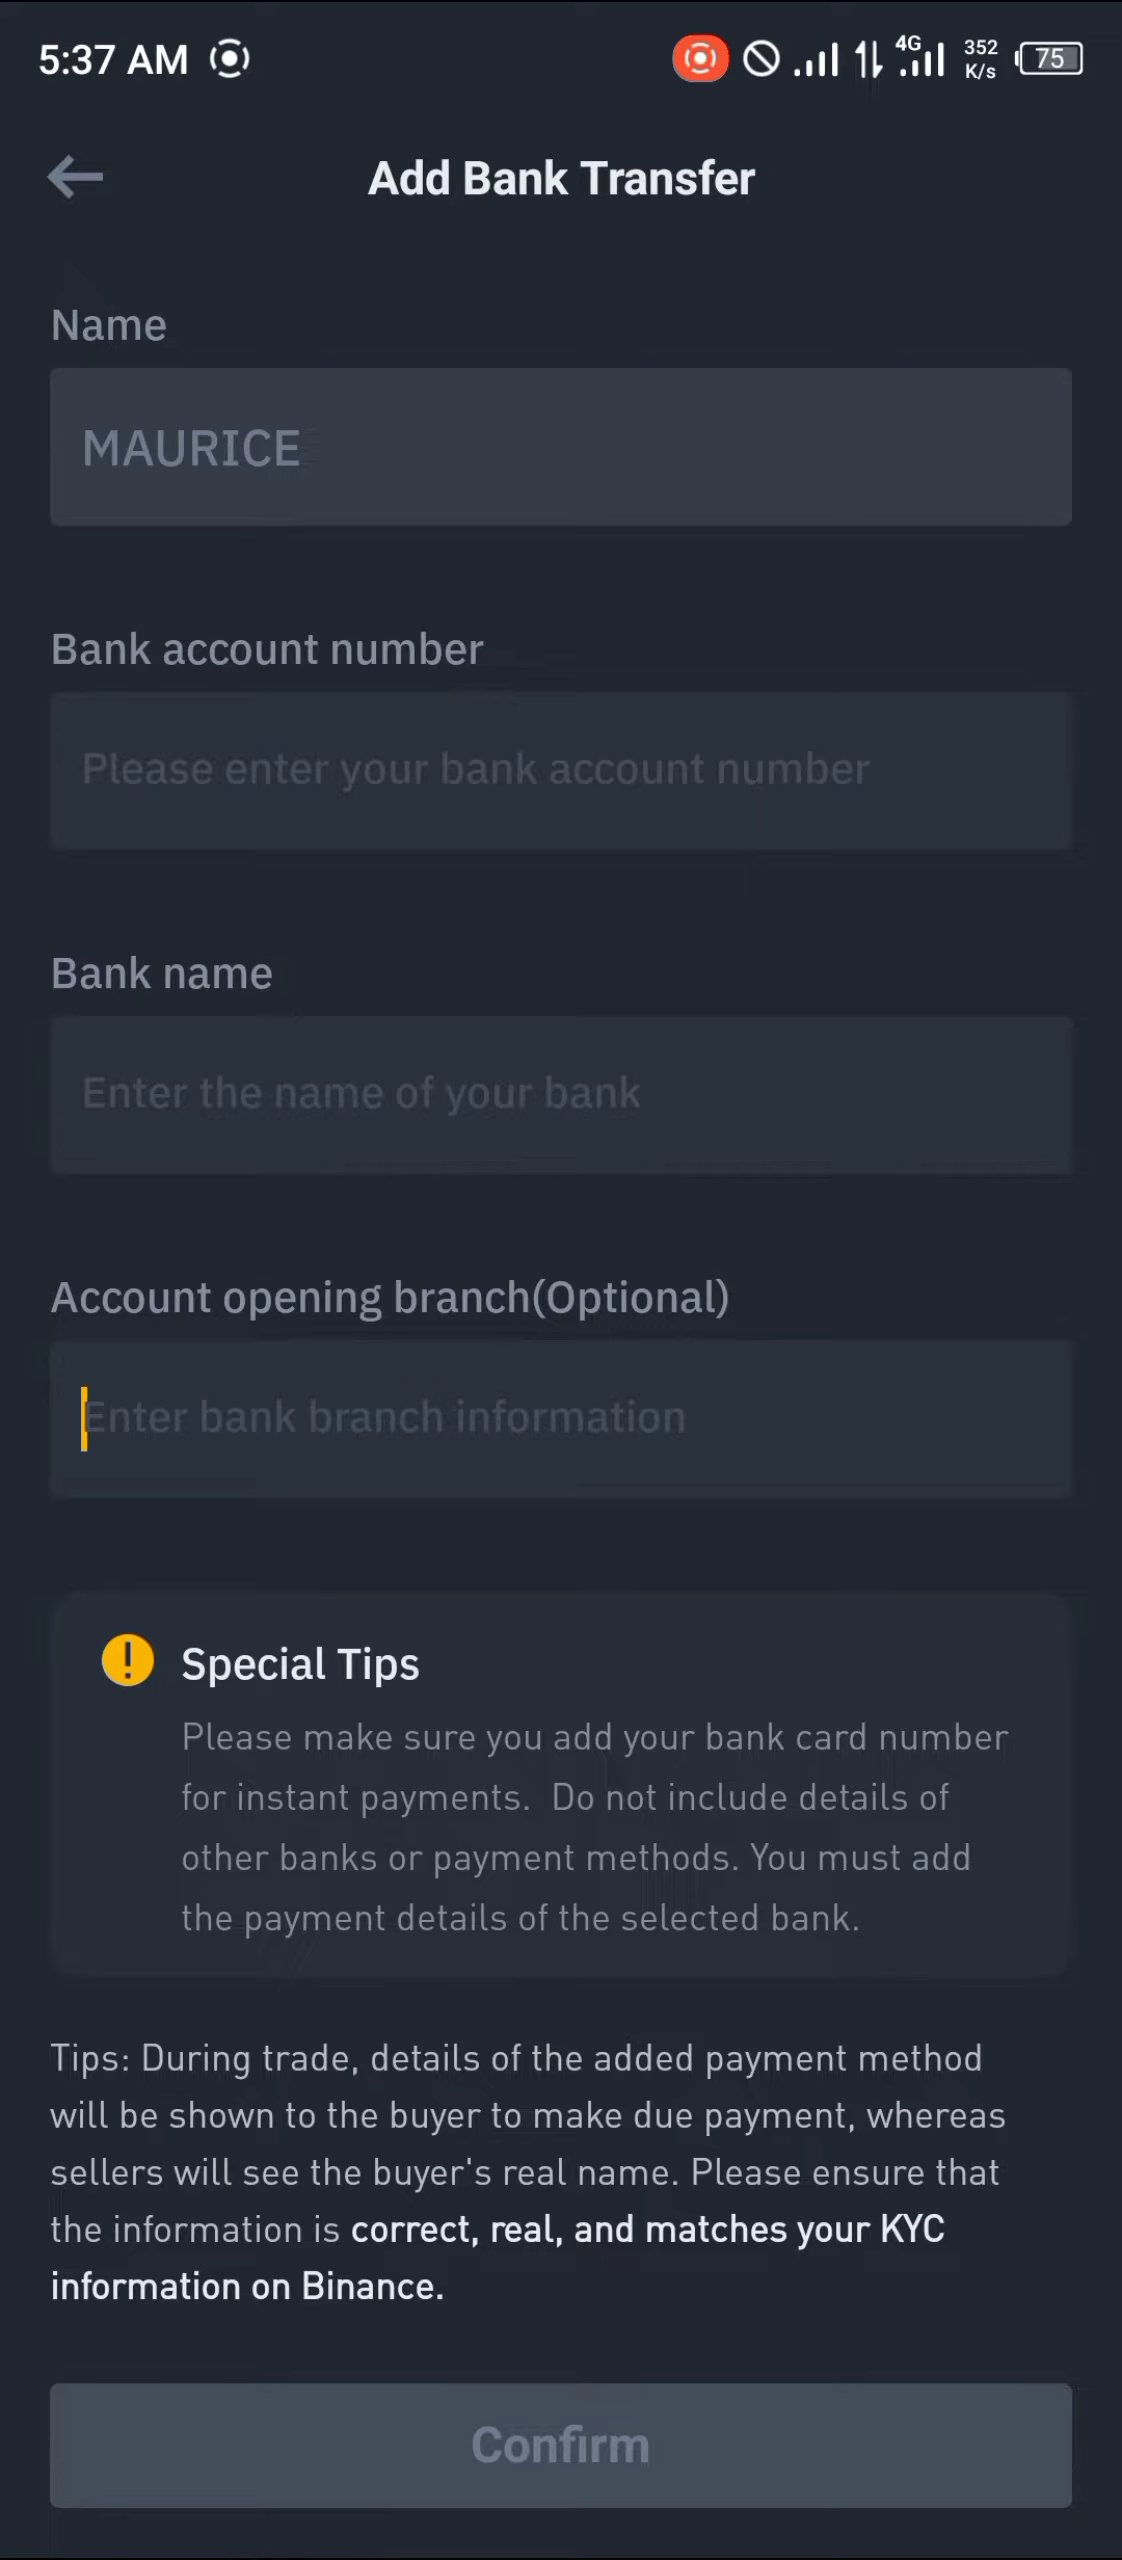 5:37 AM
4G
352
K/s
75
Add Bank Transfer
Name
MAURICE
Bank account number
Please enter your bank account number
Bank name
Enter the name of your bank
Account opening branch(Optional)
Enter bank branch information
Special Tips
Please make sure you add your bank card number
for instant payments.  Do not include details of
other banks or payment methods. You must add
the payment details of the selected bank.
Tips: During trade, details of the added payment method
will be shown to the buyer to make due payment, whereas
sellers will see the buyer's real name. Please ensure that
the information is correct, real, and matches your KYC
information on Binance.
Confirm